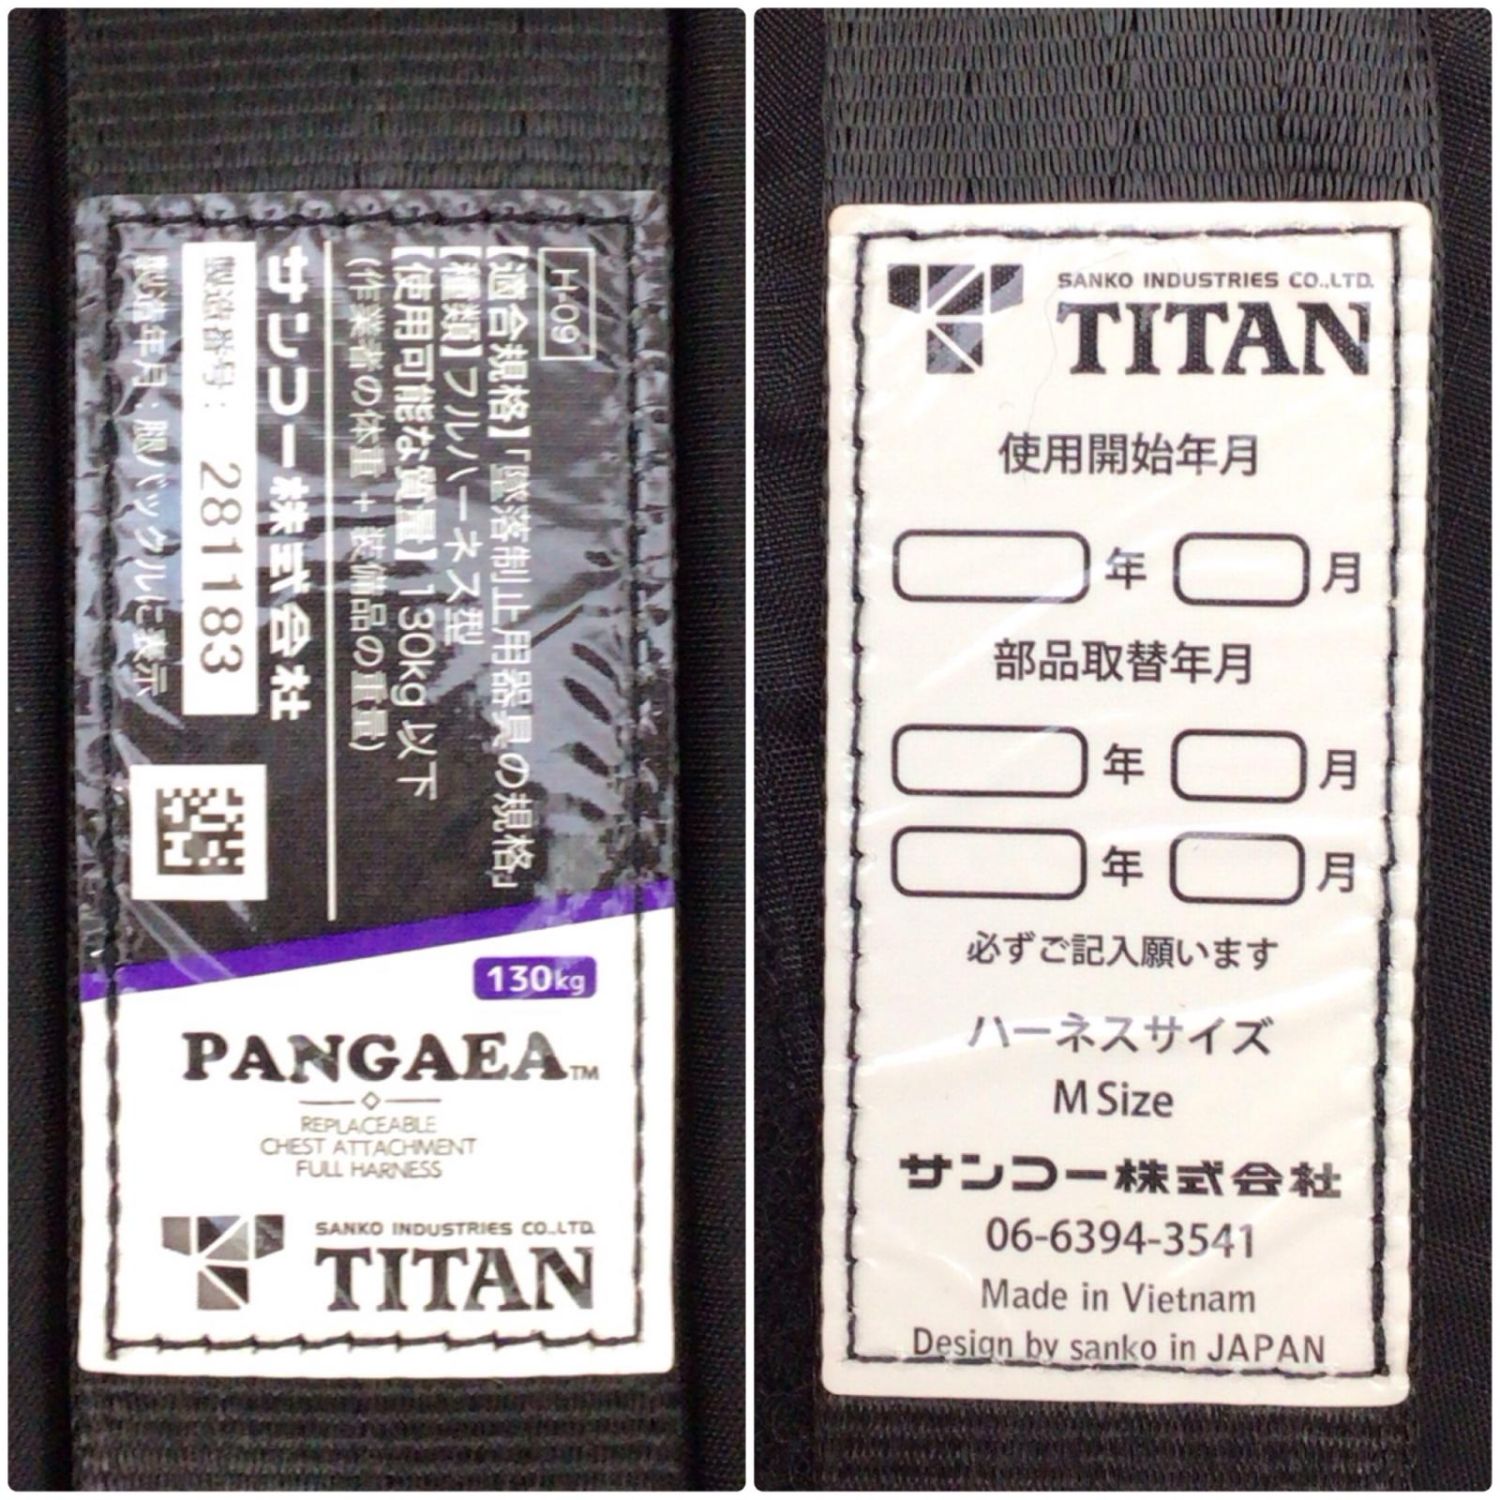 H-09
【適合規格】「墜落制止用器具の規格」
【種類】フルハーネス型
【使用可能な質量】130kg 以下
(作業者の体重 + 装備品の重量)
サンコー株式会社
製造番号: 281183
製造年月:腿バックルに表示
130kg
PANGAEA™
REPLACEABLE
CHEST ATTACHMENT
FULL HARNESS
SANKO INDUSTRIES CO.,LTD.
TITAN
SANKO INDUSTRIES CO.,LTD.
TITAN
使用開始年月
年 月
部品取替年月
年 月
年 月
必ずご記入願います
ハーネスサイズ
M Size
サンコー株式会社
06-6394-3541
Made in Vietnam
Design by sanko in JAPAN